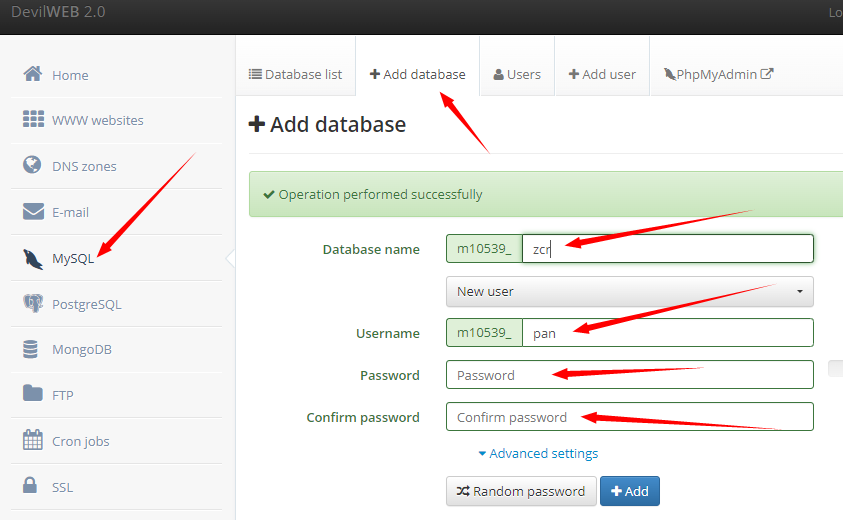 DevilWEB 2.0
Lo
Home
WWW websites
DNS zones
E-mail
MySQL
PostgreSQL
MongoDB
FTP
Cron jobs
SSL
Database list
Add database
Users
Add user
PhpMyAdmin
Add database
Operation performed successfully
Database name m10539_ zcr
New user
Username m10539_ pan
Password Password
Confirm password Confirm password
Advanced settings
Random password
Add